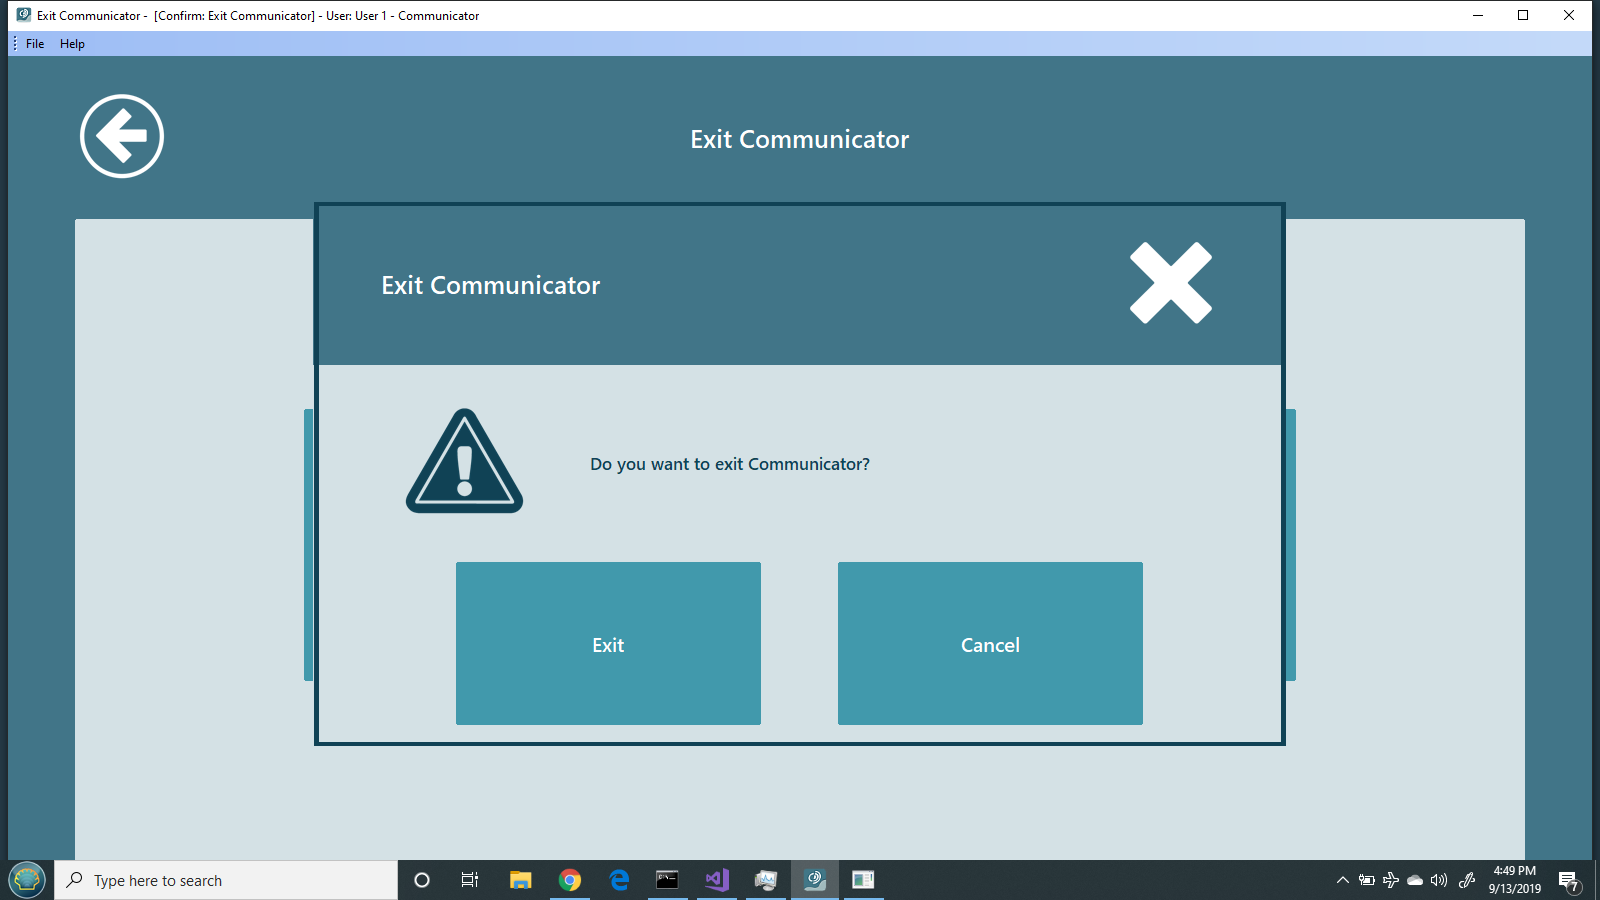 Exit Communicator - [Confirm: Exit Communicator] - User: User 1 - Communicator
File Help
Exit Communicator
Exit Communicator
Do you want to exit Communicator?
Exit
Cancel
Type here to search
4:49 PM
9/13/2019
7